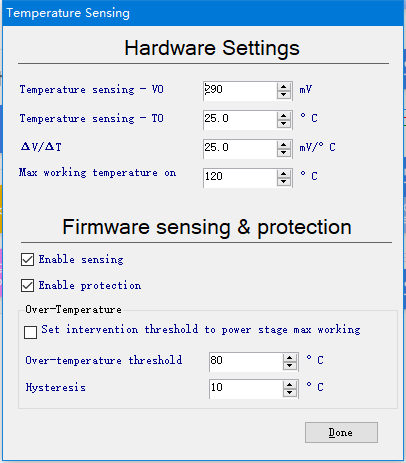 Temperature Sensing
Hardware Settings
Temperature sensing - V0 290 mV
Temperature sensing - T0 25.0 ° C
ΔV/ΔT 25.0 mV/° C
Max working temperature on 120 ° C
Firmware sensing & protection
Enable sensing
Enable protection
Over-Temperature
Set intervention threshold to power stage max working
Over-temperature threshold 80 ° C
Hysteresis 10 ° C
Done